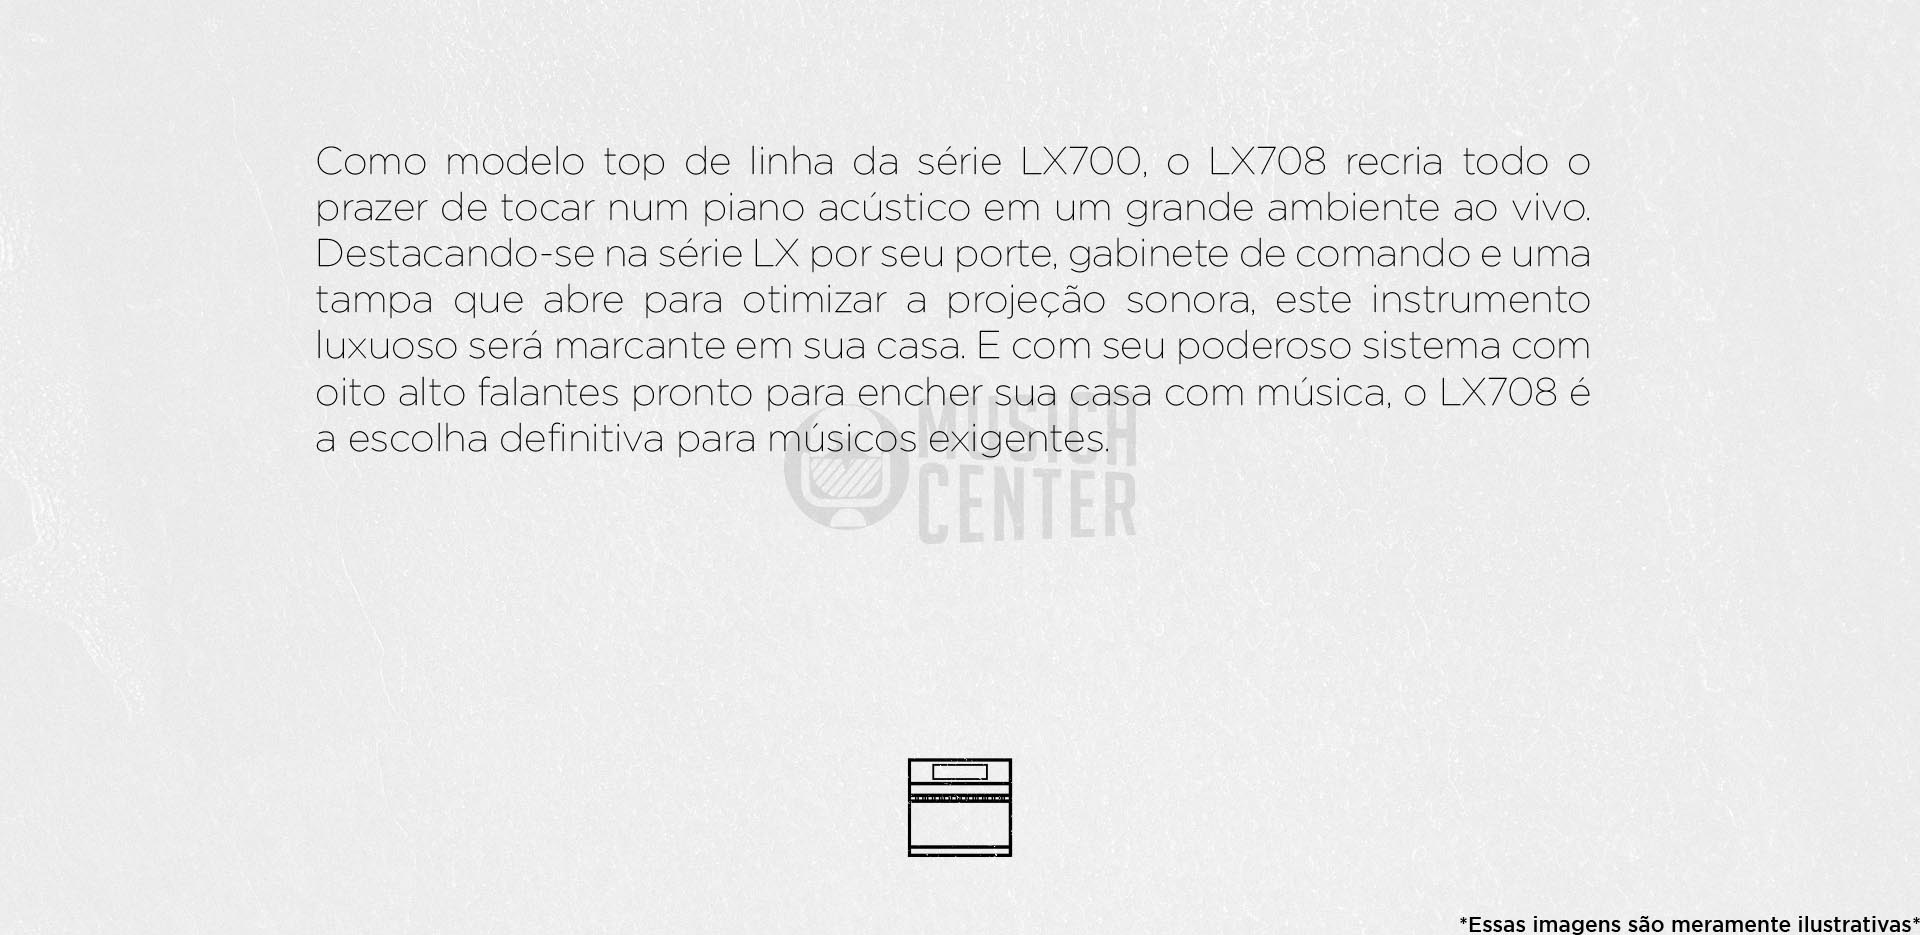 Como modelo top de linha da série LX700, o LX708 recria todo o
prazer de tocar num piano acústico em um grande ambiente ao vivo.
Destacando-se na série LX por seu porte, gabinete de comando e uma
tampa que abre para otimizar a projeção sonora, este instrumento
luxuoso será marcante em sua casa. E com seu poderoso sistema com
oito alto falantes pronto para encher sua casa com música, o LX708 é
a escolha definitiva para músicos exigentes.
MUSICH
CENTER
*Essas imagens são meramente ilustrativas*